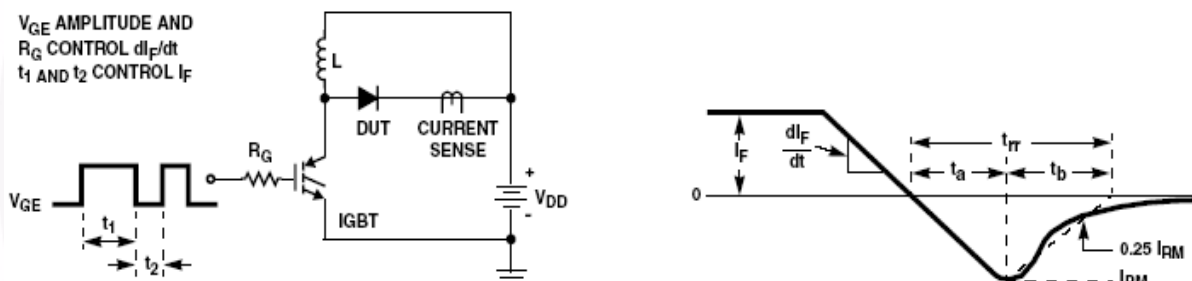 VGE AMPLITUDE AND
RG CONTROL dIF/dt
t1 AND t2 CONTROL IF
L
DUT
CURRENT
SENSE
RG
VGE
IGBT
+
VDD
-
t1
t2
IF
dIF
dt
trr
ta
tb
0
0.25 IRM
IRM